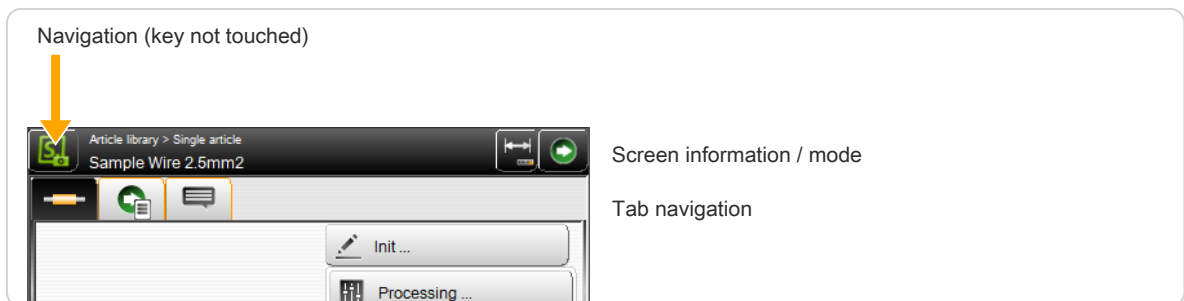 Navigation (key not touched)
Article library > Single article
Sample Wire 2.5mm2
Screen information / mode
Tab navigation
Init ...
Processing ...